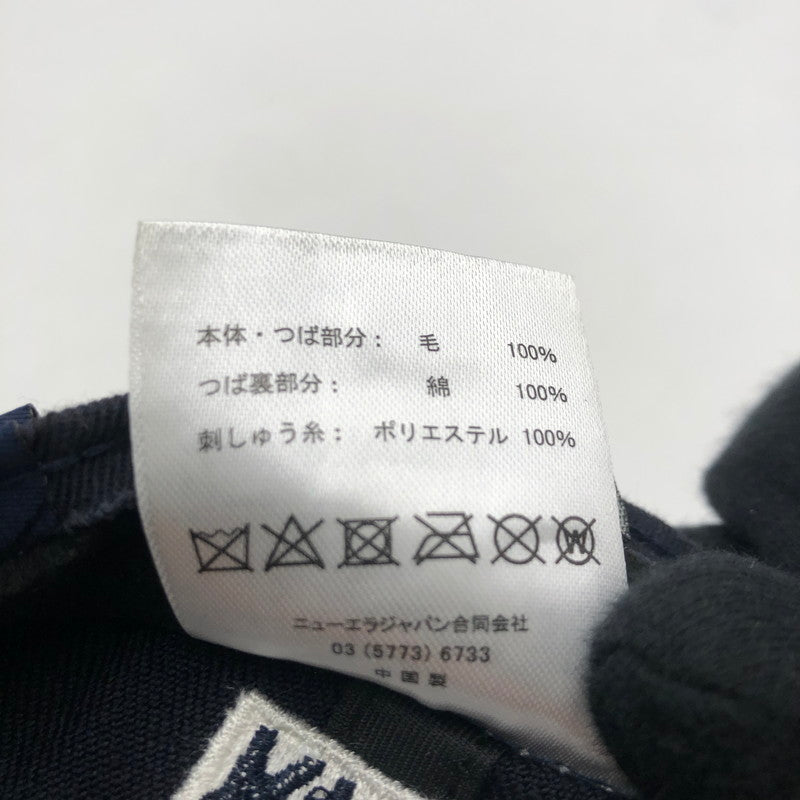 本体・つば部分： 毛 100%
つば裏部分： 綿 100%
刺しゅう糸： ポリエステル 100%
ニューエラジャパン合同会社
03 (5773) 6733
中国製